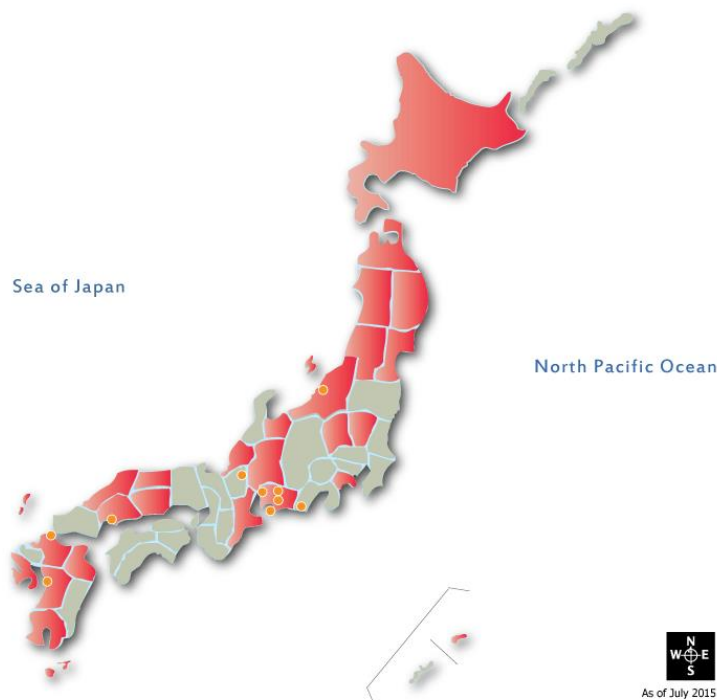 Sea of Japan
North Pacific Ocean
N
W E
S
As of July 2015